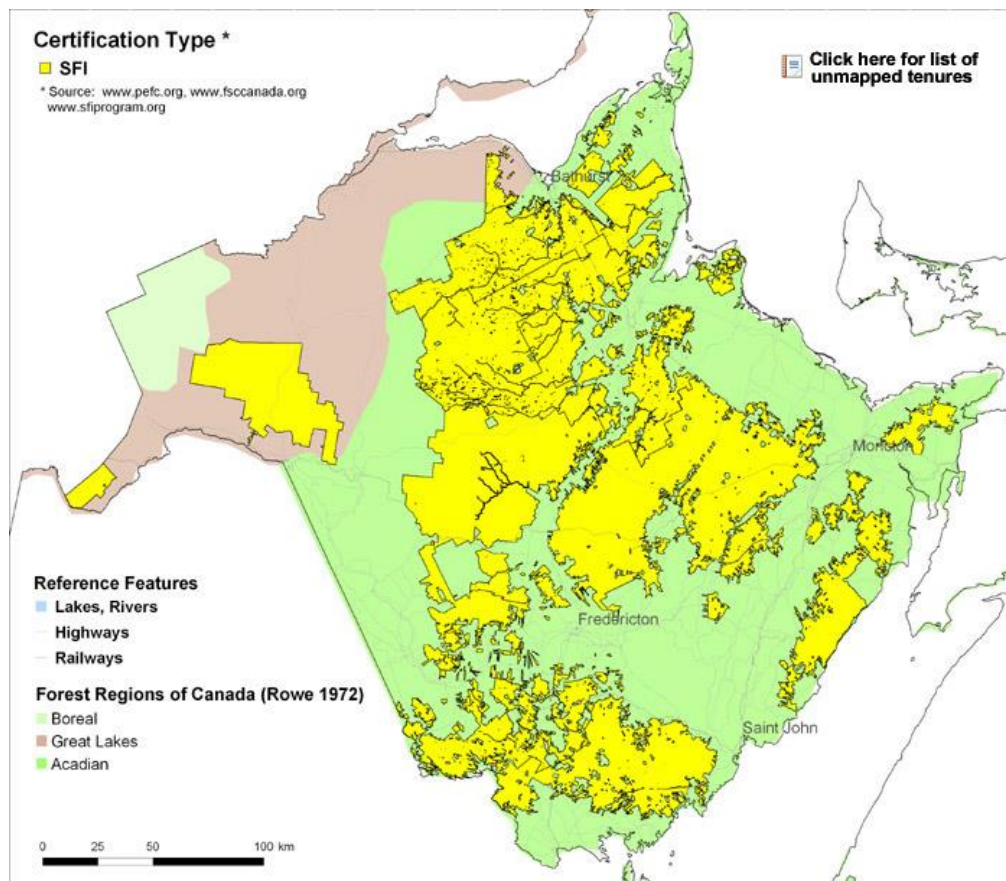 Certification Type *
SFI
* Source: www.pefc.org, www.fsccanada.org
www.sfiprogram.org
Click here for list of
unmapped tenures
Bathurst
Moncton
Fredericton
Saint John
Reference Features
Lakes, Rivers
Highways
Railways
Forest Regions of Canada (Rowe 1972)
Boreal
Great Lakes
Acadian
0 25 50 100 km